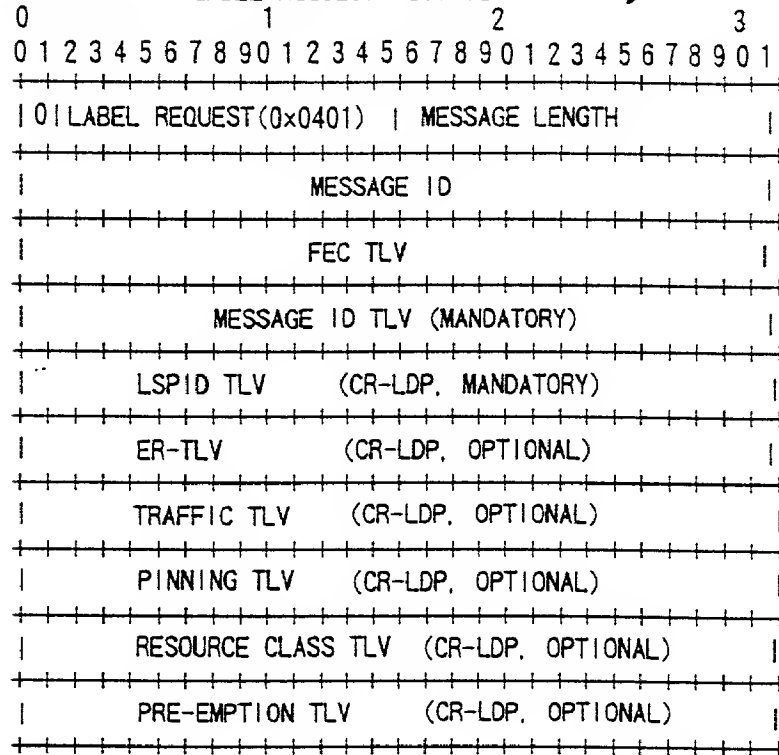 0 1 2 3
0 1 2 3 4 5 6 7 8 9 0 1 2 3 4 5 6 7 8 9 0 1 2 3 4 5 6 7 8 9 0 1
|0|LABEL REQUEST(0x0401) | MESSAGE LENGTH |
| MESSAGE ID |
| FEC TLV |
| MESSAGE ID TLV (MANDATORY) |
| LSPID TLV (CR-LDP, MANDATORY) |
| ER-TLV (CR-LDP, OPTIONAL) |
| TRAFFIC TLV (CR-LDP, OPTIONAL) |
| PINNING TLV (CR-LDP, OPTIONAL) |
| RESOURCE CLASS TLV (CR-LDP, OPTIONAL) |
| PRE-EMPTION TLV (CR-LDP, OPTIONAL) |